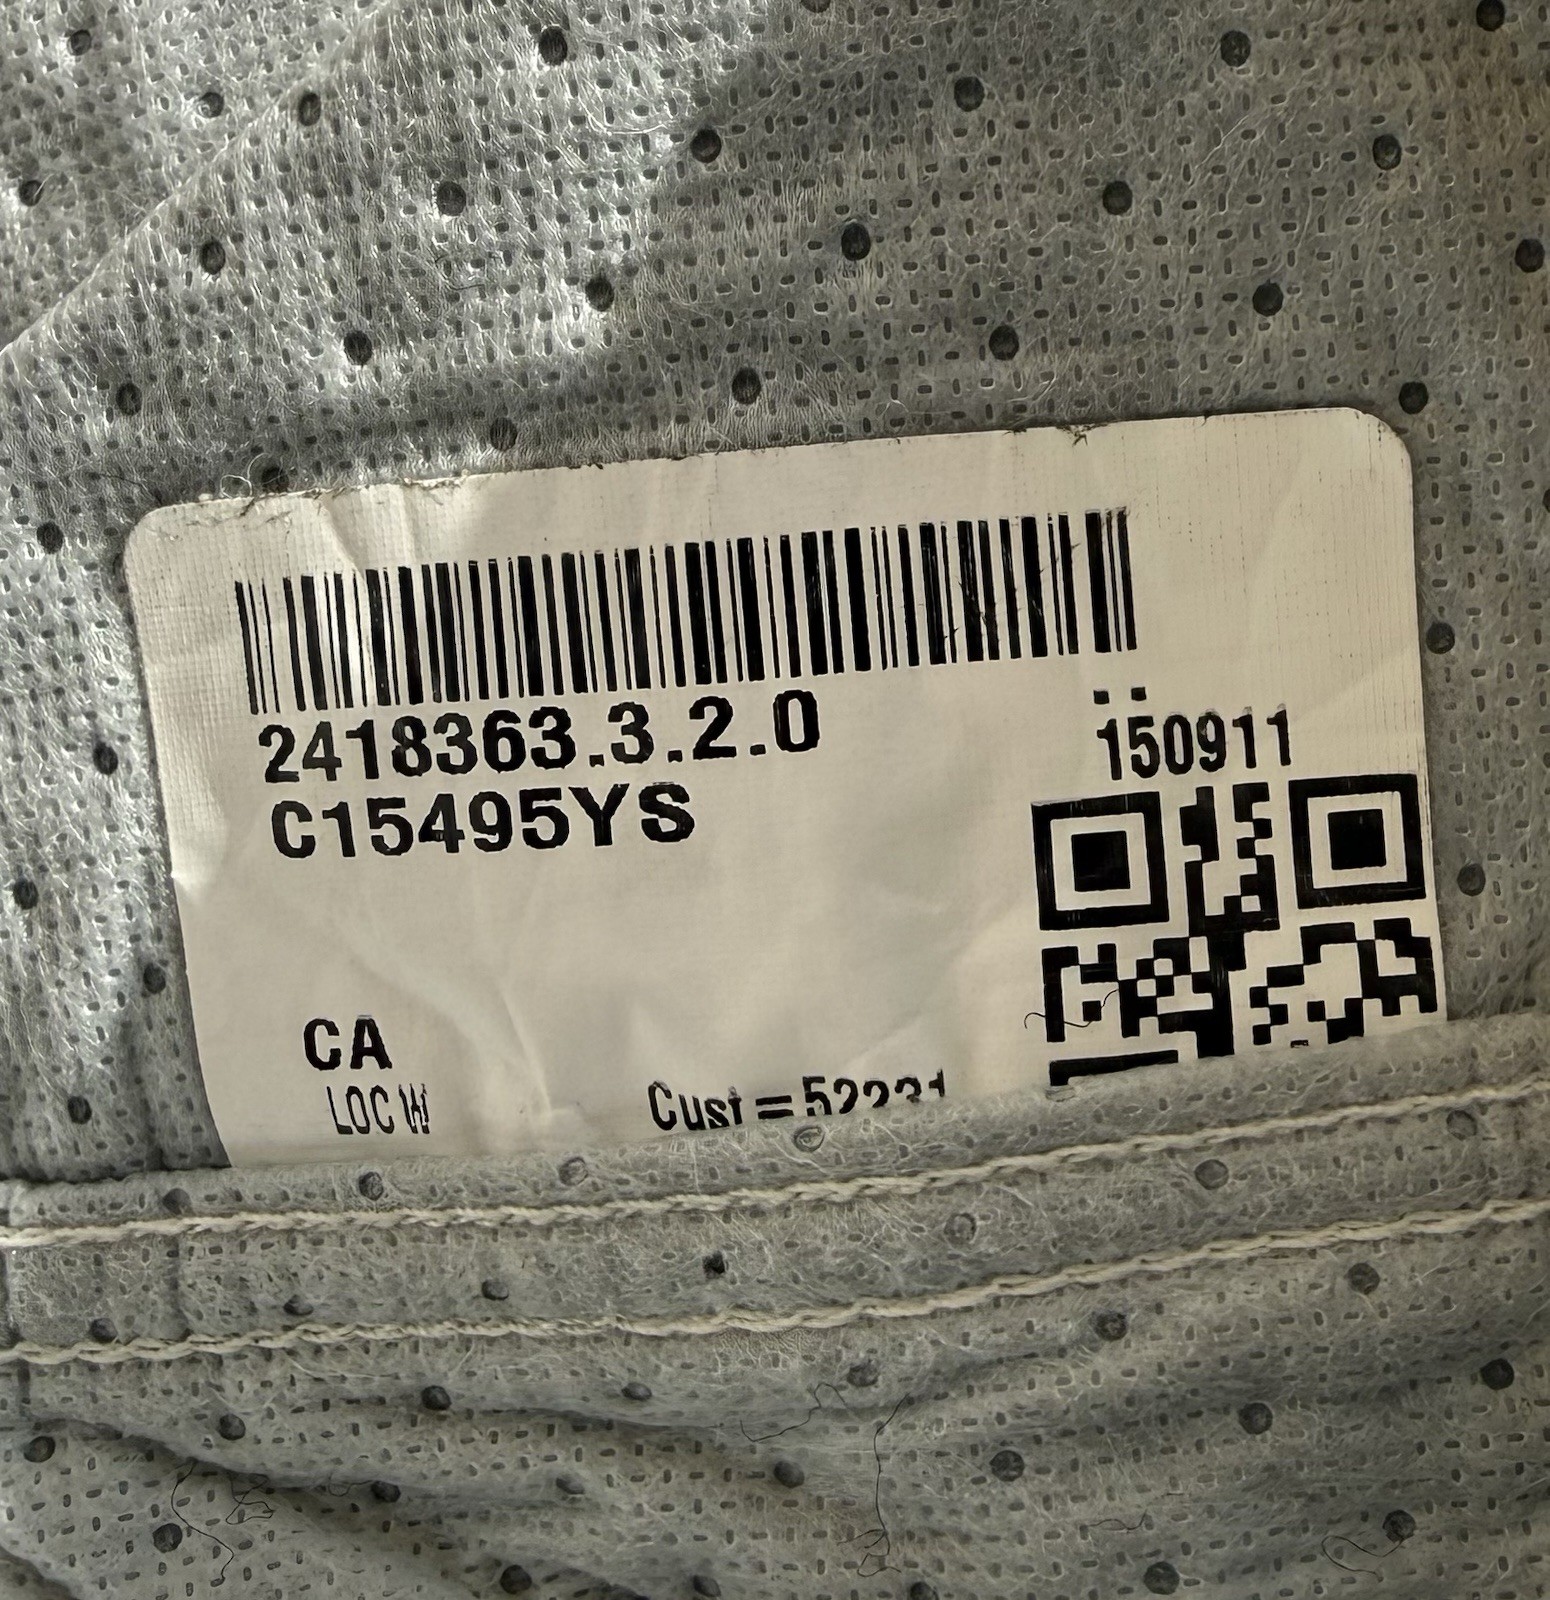 2418363.3.2.0
150911
C15495YS
CA
LOC W
Cust =